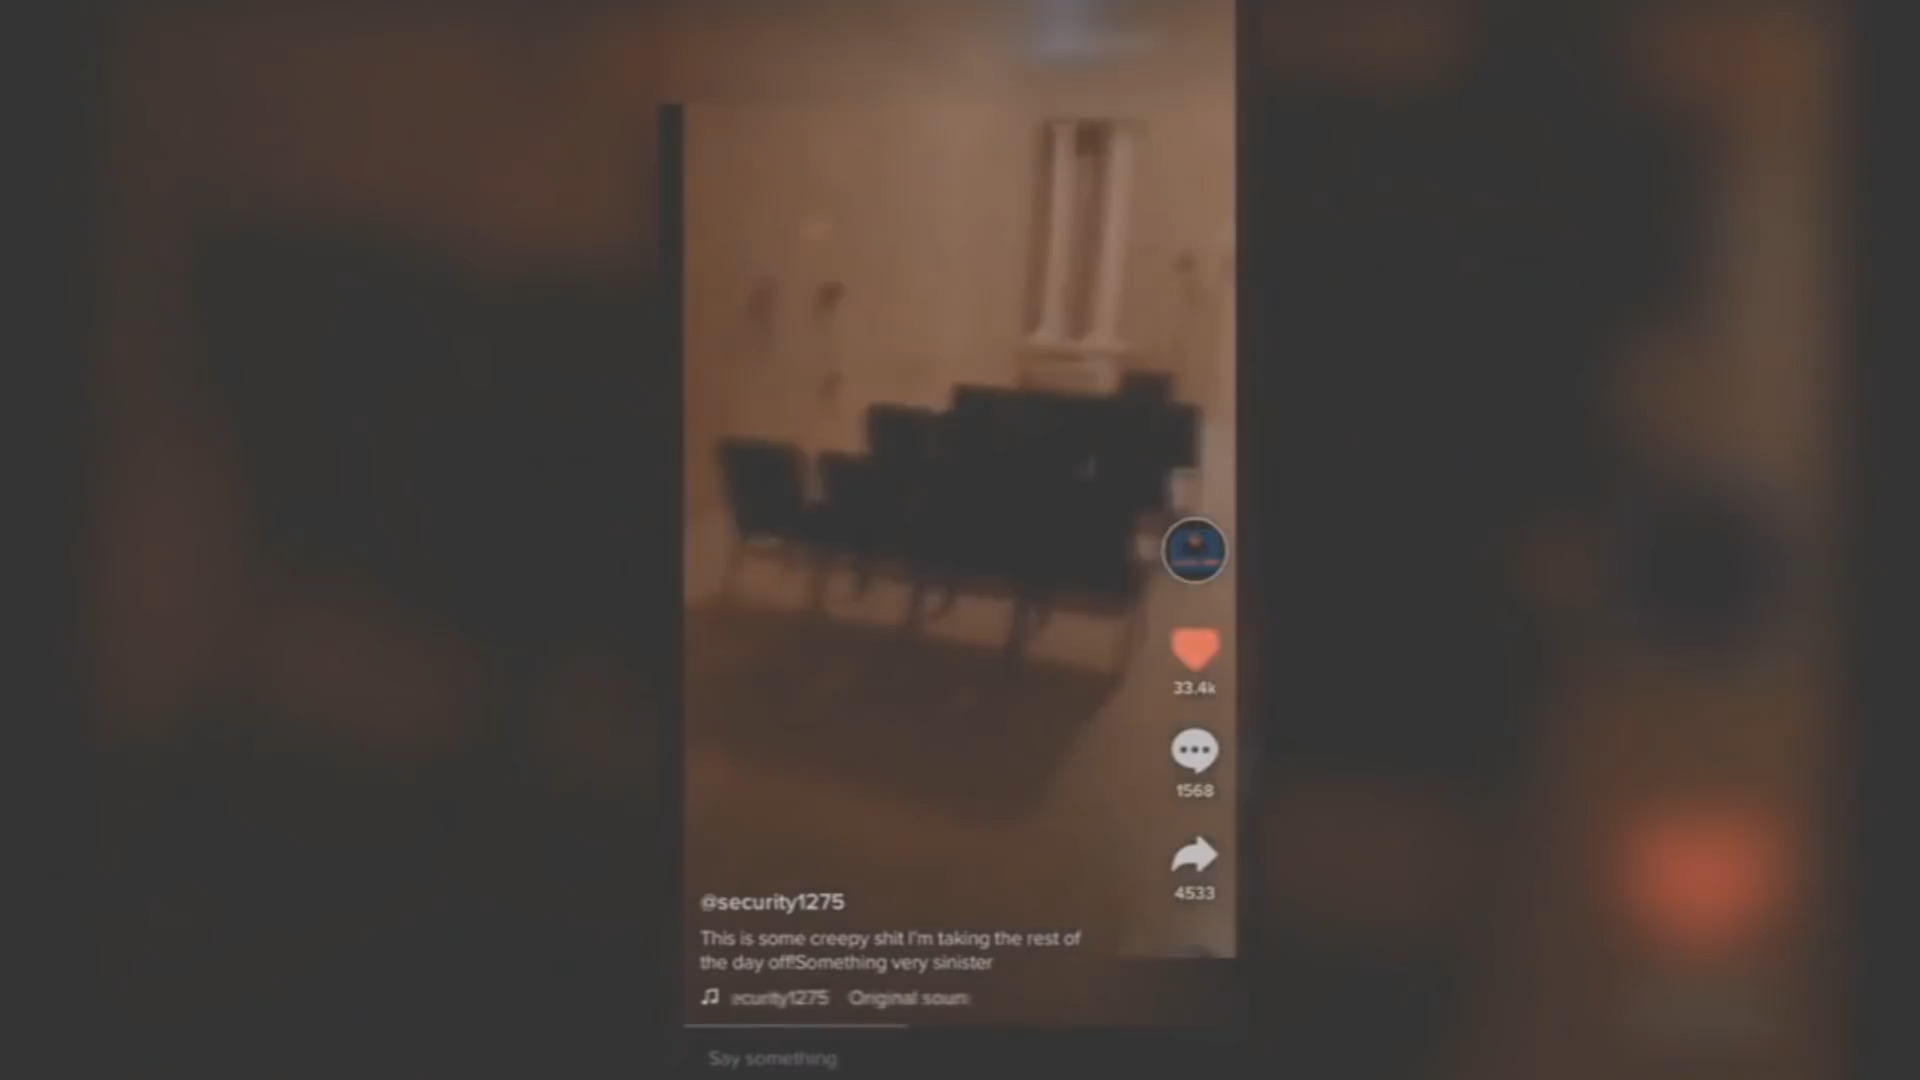 33.4k
1568
4533
@security1275
This is some creepy shit I'm taking the rest of
the day off!Something very sinister
ecurity1275 Original soun
Say something